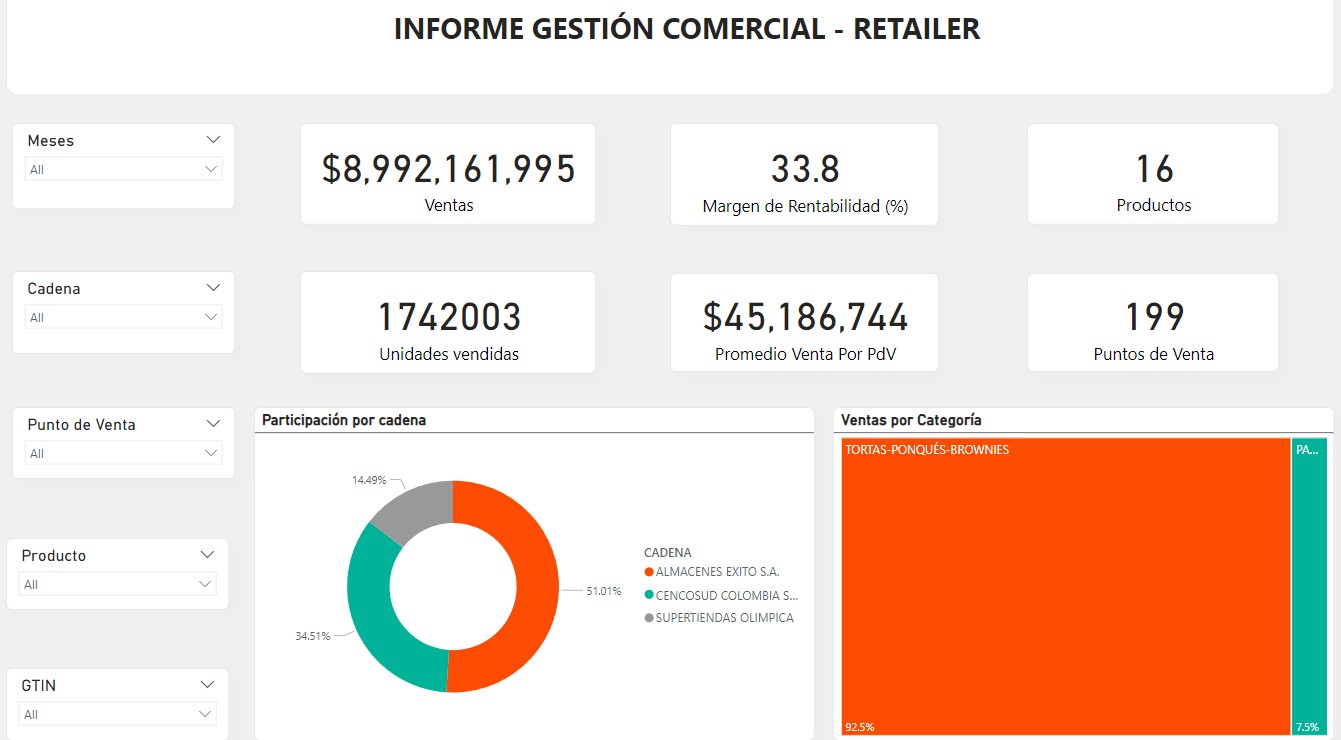 INFORME GESTIÓN COMERCIAL - RETAILER
Meses
All
$8,992,161,995
Ventas
33.8
Margen de Rentabilidad (%)
16
Productos
Cadena
All
1742003
Unidades vendidas
$45,186,744
Promedio Venta Por PdV
199
Puntos de Venta
Punto de Venta
All
Producto
All
GTIN
All
Participación por cadena
14.49%
51.01%
34.51%
CADENA
ALMACENES EXITO S.A.
CENCOSUD COLOMBIA S...
SUPERTIENDAS OLIMPICA
Ventas por Categoría
TORTAS-PONQUÉS-BROWNIES
PA...
92.5%
7.5%